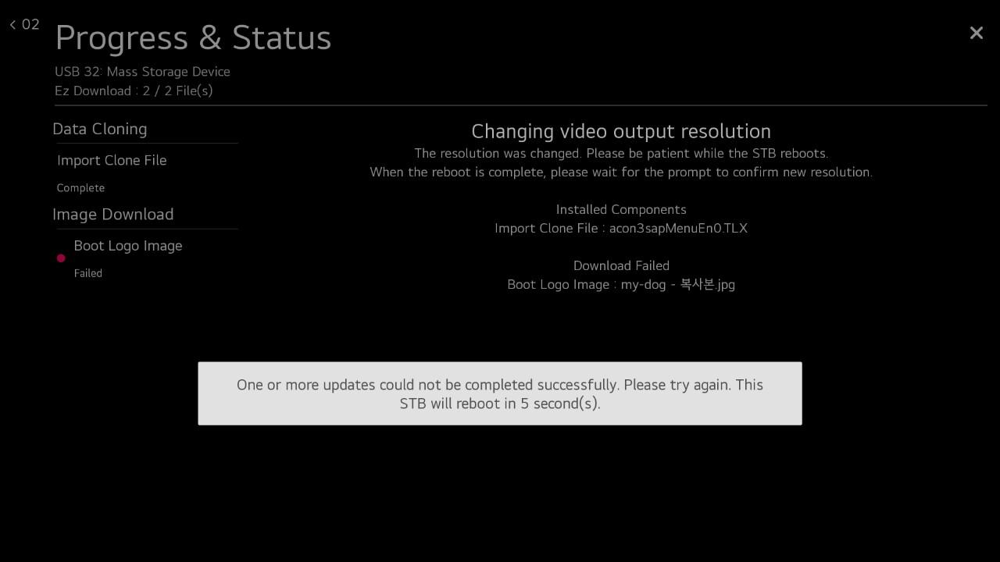 < 02
Progress & Status
USB 32: Mass Storage Device
Ez Download : 2 / 2 File(s)
Data Cloning
Import Clone File
Complete
Image Download
Boot Logo Image
Failed
Changing video output resolution
The resolution was changed. Please be patient while the STB reboots.
When the reboot is complete, please wait for the prompt to confirm new resolution.
Installed Components
Import Clone File : acon3sapMenuEn0.TLX
Download Failed
Boot Logo Image : my-dog - 복사본.jpg
One or more updates could not be completed successfully. Please try again. This
STB will reboot in 5 second(s).